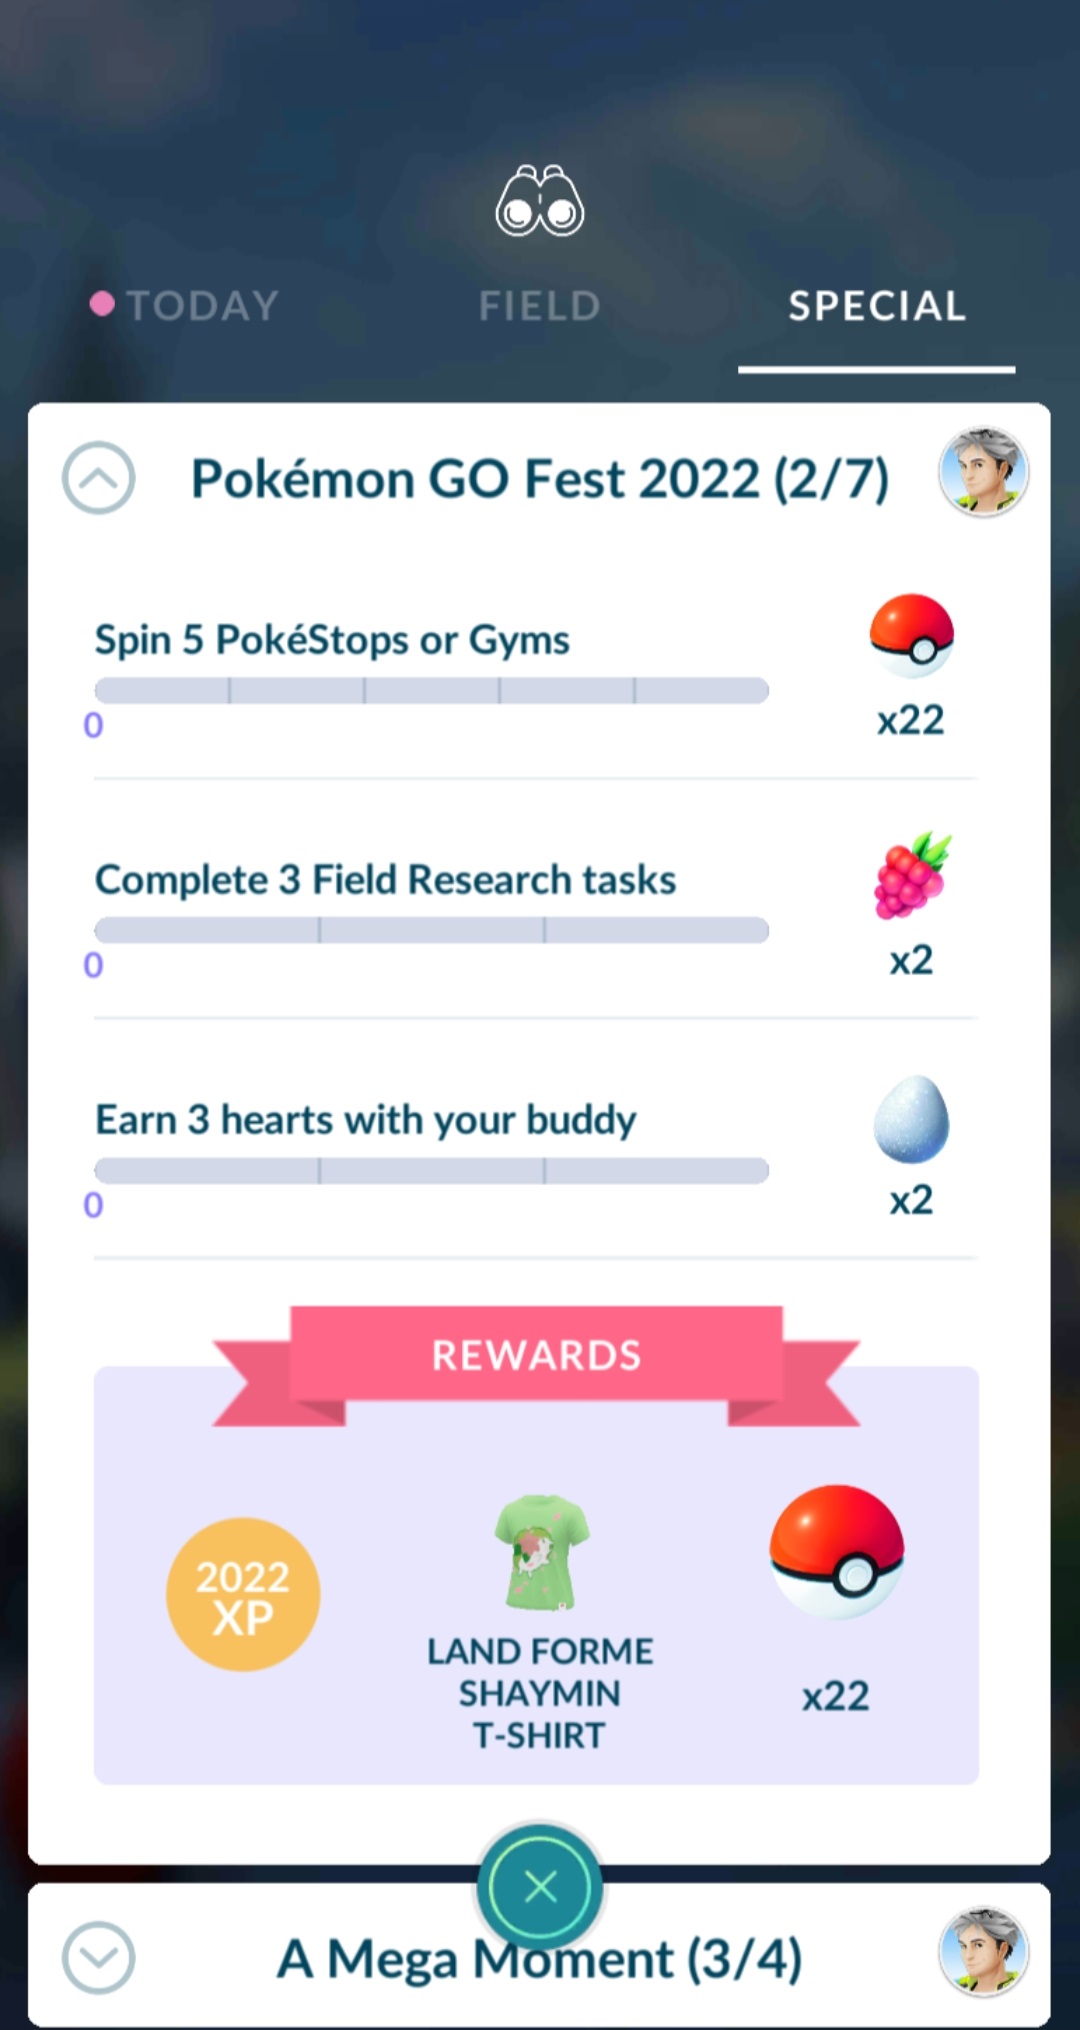 TODAY
FIELD
SPECIAL
Pokémon GO Fest 2022 (2/7)
Spin 5 PokéStops or Gyms
0
x22
Complete 3 Field Research tasks
0
x2
Earn 3 hearts with your buddy
0
x2
REWARDS
2022
XP
LAND FORME
SHAYMIN
T-SHIRT
x22
A Mega Moment (3/4)